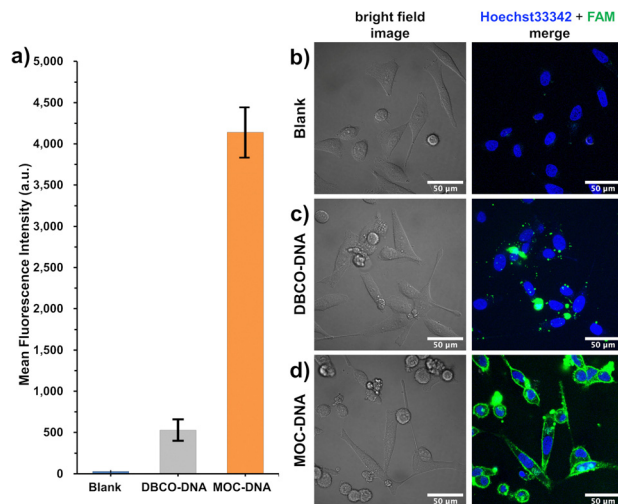 a)
Mean Fluorescence Intensity (a.u.)
5,000
4,500
4,000
3,500
3,000
2,500
2,000
1,500
1,000
500
0
Blank DBCO-DNA MOC-DNA
bright field
image
Hoechst33342 + FAM
merge
b)
Blank
50 µm
50 µm
c)
DBCO-DNA
50 µm
50 µm
d)
MOC-DNA
50 µm
50 µm